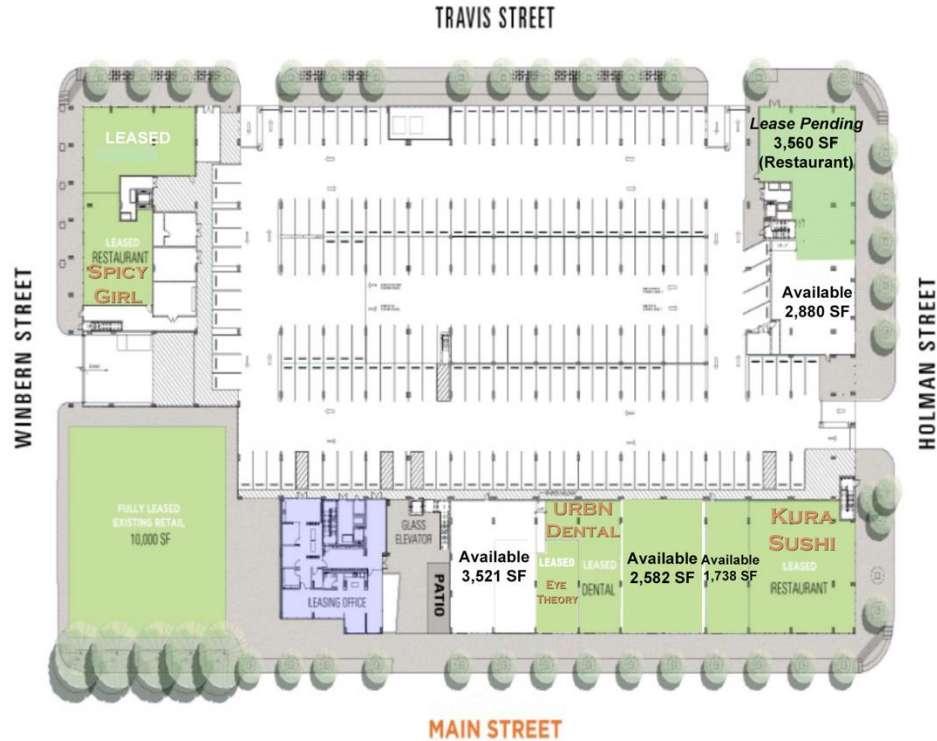 TRAVIS STREET
LEASED
Lease Pending
3,560 SF
(Restaurant)
LEASED
RESTAURANT
SPICY
GIRL
Available
2,880 SF
WINBERN STREET
HOLMAN STREET
FULLY LEASED
EXISTING RETAIL
10,000 SF
GLASS
ELEVATOR
LEASING OFFICE
PATIO
Available
3,521 SF
URBN
DENTAL
LEASED
EYE
THEORY
LEASED
DENTAL
Available
2,582 SF
Available
1,738 SF
KURA
SUSHI
LEASED
RESTAURANT
MAIN STREET